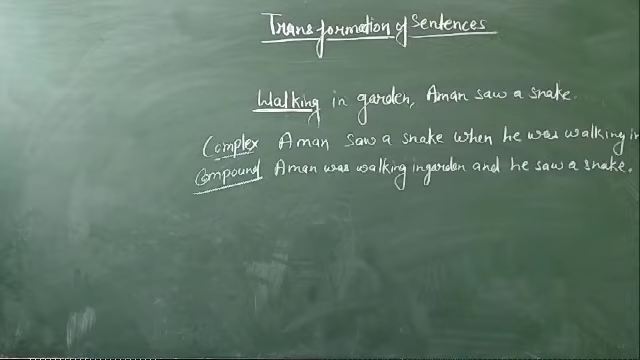 Transformation of Sentences
Walking in garden, Aman saw a snake.
Complex Aman saw a snake when he was walking in
Compound Aman was walking in garden and he saw a snake.